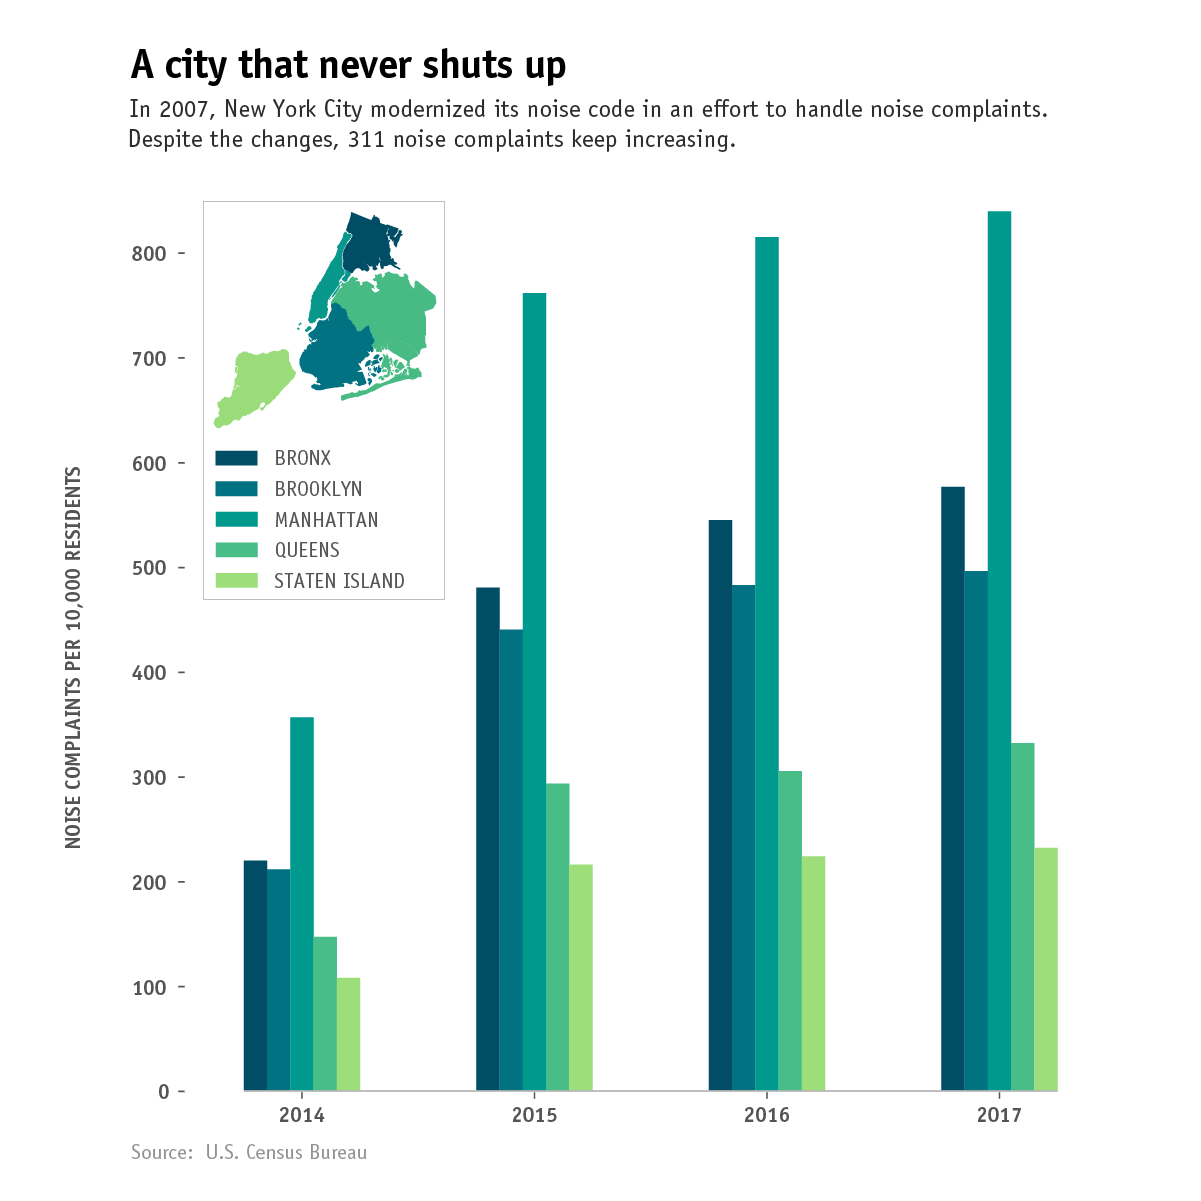 A city that never shuts up
In 2007, New York City modernized its noise code in an effort to handle noise complaints.
Despite the changes, 311 noise complaints keep increasing.
NOISE COMPLAINTS PER 10,000 RESIDENTS
800
700
600
500
400
300
200
100
0
BRONX
BROOKLYN
MANHATTAN
QUEENS
STATEN ISLAND
2014 2015 2016 2017
Source: U.S. Census Bureau